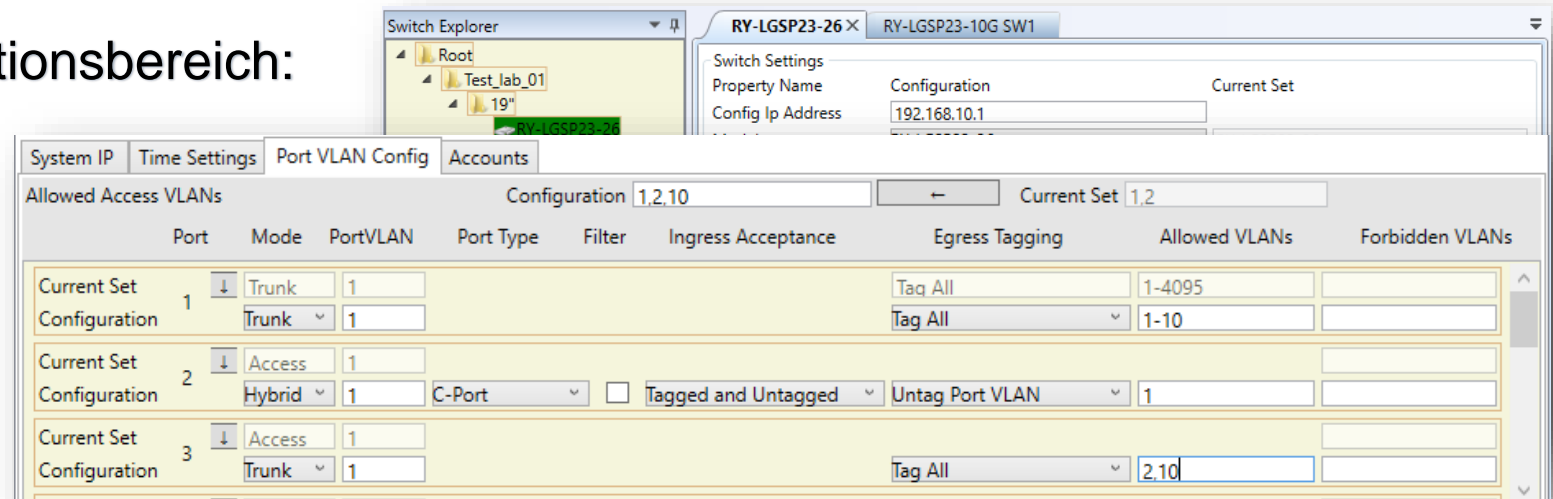 tionsbereich:
Switch Explorer
Root
Test_lab_01
19"
RY-LGSP23-26
RY-LGSP23-26 RY-LGSP23-10G SW1
Switch Settings
Property Name Configuration Current Set
Config Ip Address 192.168.10.1
System IP Time Settings Port VLAN Config Accounts
Allowed Access VLANs Configuration 1,2,10 ← Current Set 1,2
Port Mode PortVLAN Port Type Filter Ingress Acceptance Egress Tagging Allowed VLANs Forbidden VLANs
Current Set ↓ Trunk 1 Tag All 1-4095
1
Configuration Trunk 1 Tag All 1-10
Current Set ↓ Access 1
2
Configuration Hybrid 1 C-Port Tagged and Untagged Untag Port VLAN 1
Current Set ↓ Access 1
3
Configuration Trunk 1 Tag All 2,10